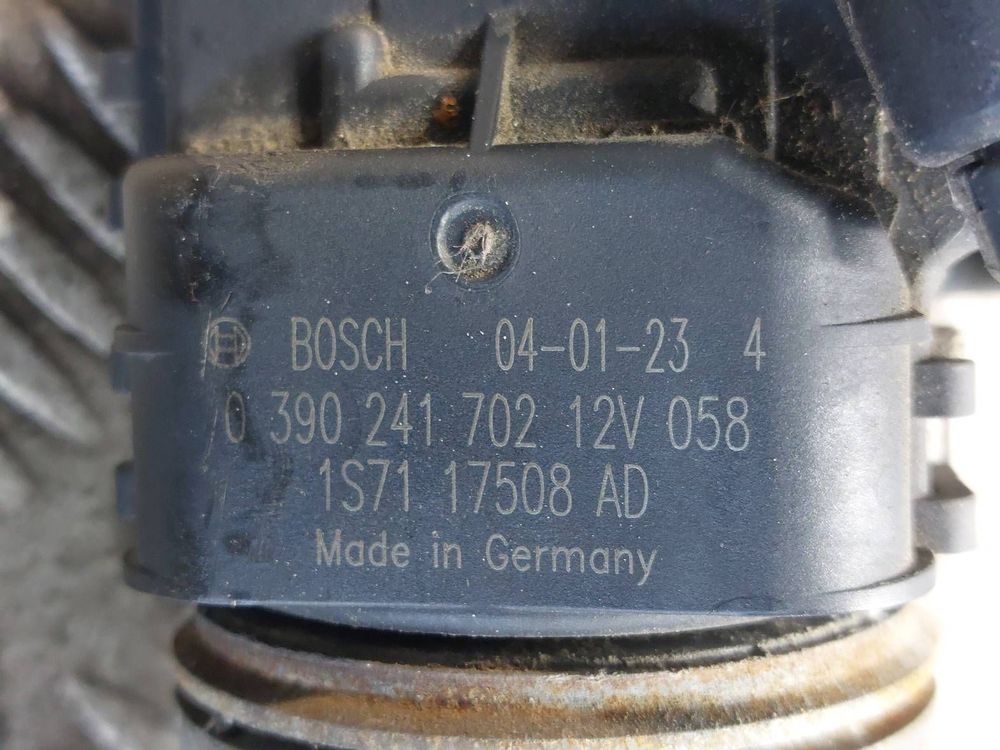 BOSCH 04-01-23 4
0 390 241 702 12V 058
1S71 17508 AD
Made in Germany